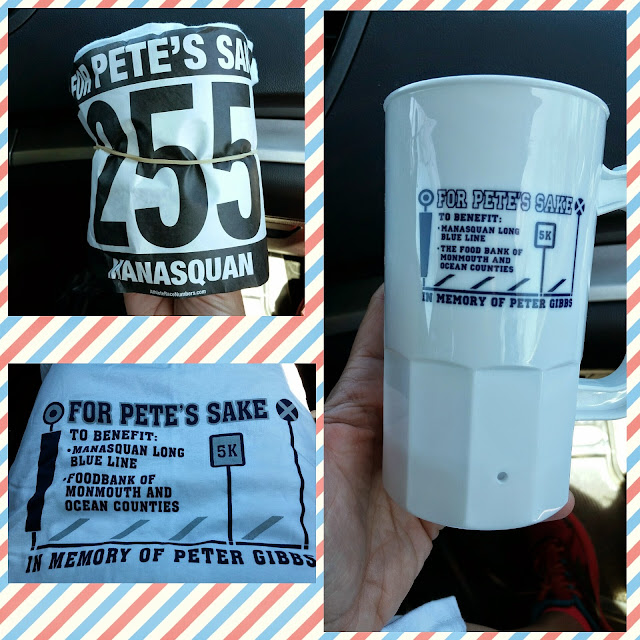 FOR PETE'S SAKE
255
MANASQUAN
AthleteRaceNumbers.com
FOR PETE'S SAKE
TO BENEFIT:
•MANASQUAN LONG
BLUE LINE
•FOODBANK OF
MONMOUTH AND
OCEAN COUNTIES
5K
IN MEMORY OF PETER GIBBS
FOR PETE'S SAKE
TO BENEFIT:
•MANASQUAN LONG
BLUE LINE
•THE FOOD BANK OF
MONMOUTH AND
OCEAN COUNTIES
5K
IN MEMORY OF PETER GIBBS